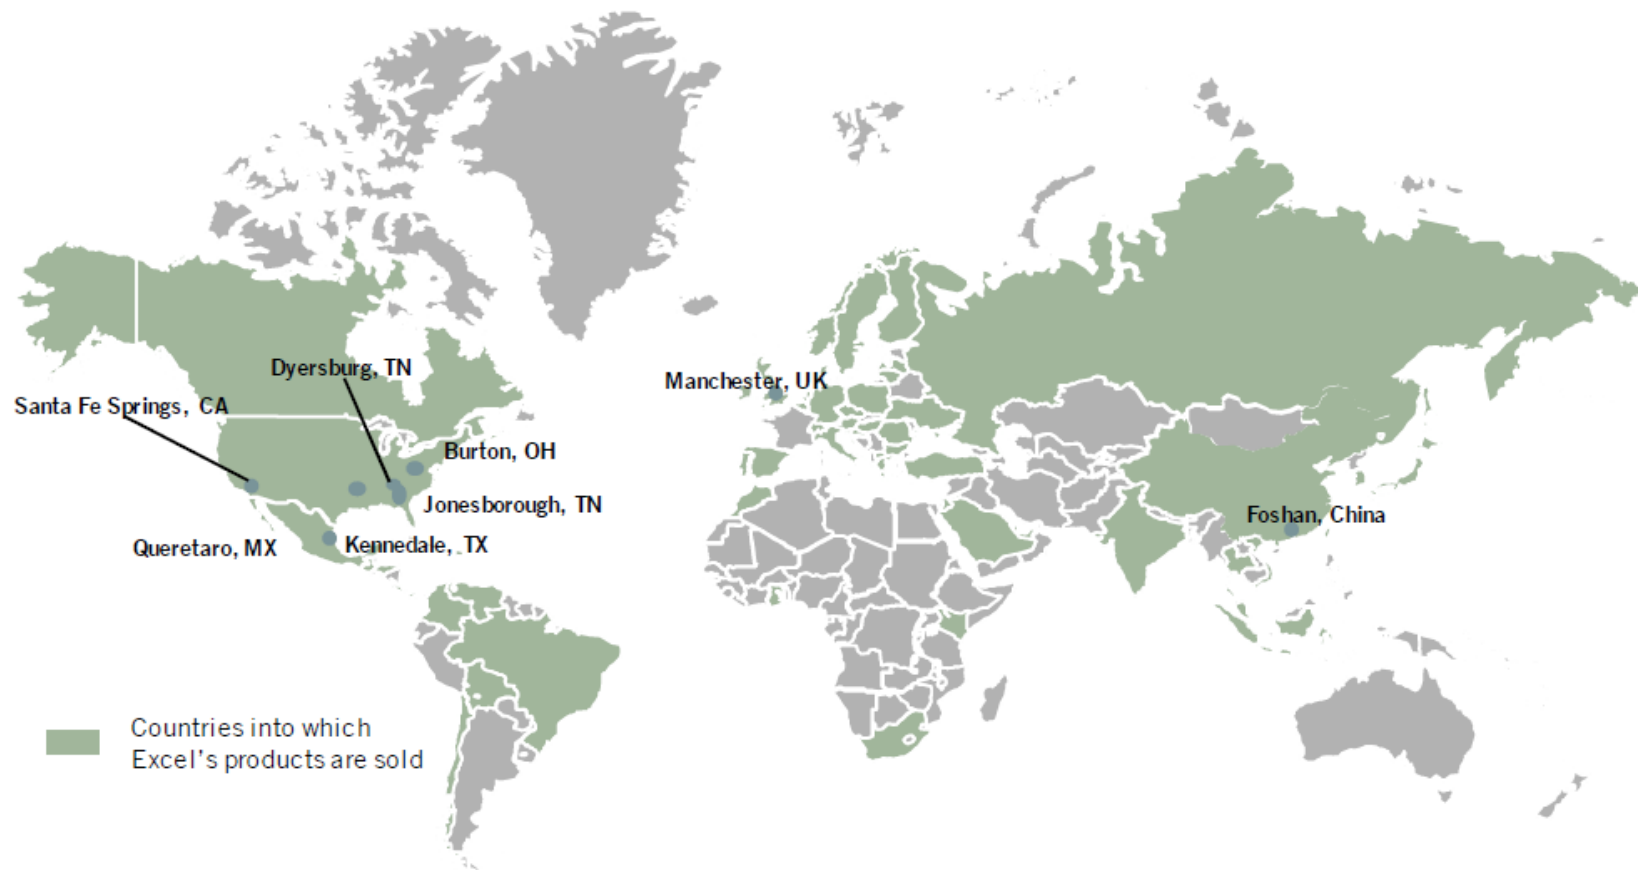 Dyersburg, TN
Manchester, UK
Santa Fe Springs, CA
Burton, OH
Jonesborough, TN
Foshan, China
Queretaro, MX
Kennedale, TX
Countries into which
Excel's products are sold